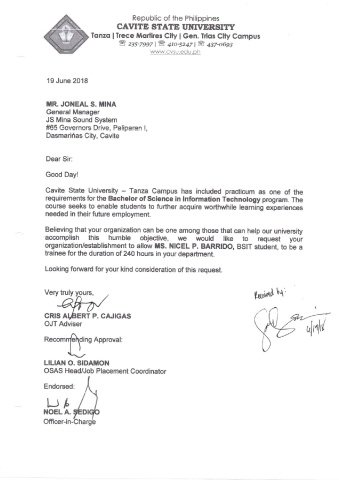 Republic of the Philippines
CAVITE STATE UNIVERSITY
Tanza | Trece Martires City | Gen. Trias City Campus
☏ 235-7997 | ☏ 410-5247 | ☏ 437-0693
www.cvsu.edu.ph
19 June 2018
MR. JONEAL S. MINA
General Manager
JS Mina Sound System
#65 Governors Drive, Paliparen I,
Dasmariñas City, Cavite
Dear Sir:
Good Day!
Cavite State University – Tanza Campus has included practicum as one of the
requirements for the Bachelor of Science in Information Technology program. The
course seeks to enable students to further acquire worthwhile learning experiences
needed in their future employment.
Believing that your organization can be one among those that can help our university
accomplish this humble objective, we would like to request your
organization/establishment to allow MS. NICEL P. BARRIDO, BSIT student, to be a
trainee for the duration of 240 hours in your department.
Looking forward for your kind consideration of this request.
Very truly yours,
CRIS ALBERT P. CAJIGAS
OJT Adviser
Received by:
Recommending Approval:
LILIAN O. SIDAMON
OSAS Head/Job Placement Coordinator
Endorsed:
NOEL A. SEDIGO
Officer-in-Charge